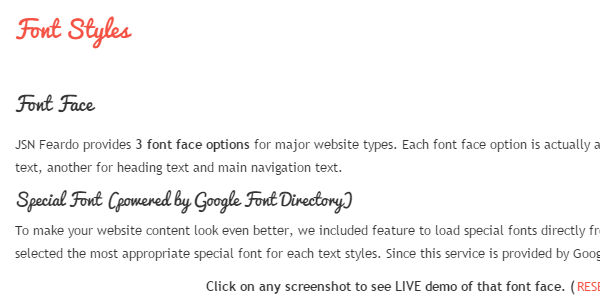 Font Styles
Font Face
JSN Feardo provides 3 font face options for major website types. Each font face option is actually a
text, another for heading text and main navigation text.
Special Font (powered by Google Font Directory)
To make your website content look even better, we included feature to load special fonts directly
selected the most appropriate special font for each text styles. Since this service is provided by
Click on any screenshot to see LIVE demo of that font face. (